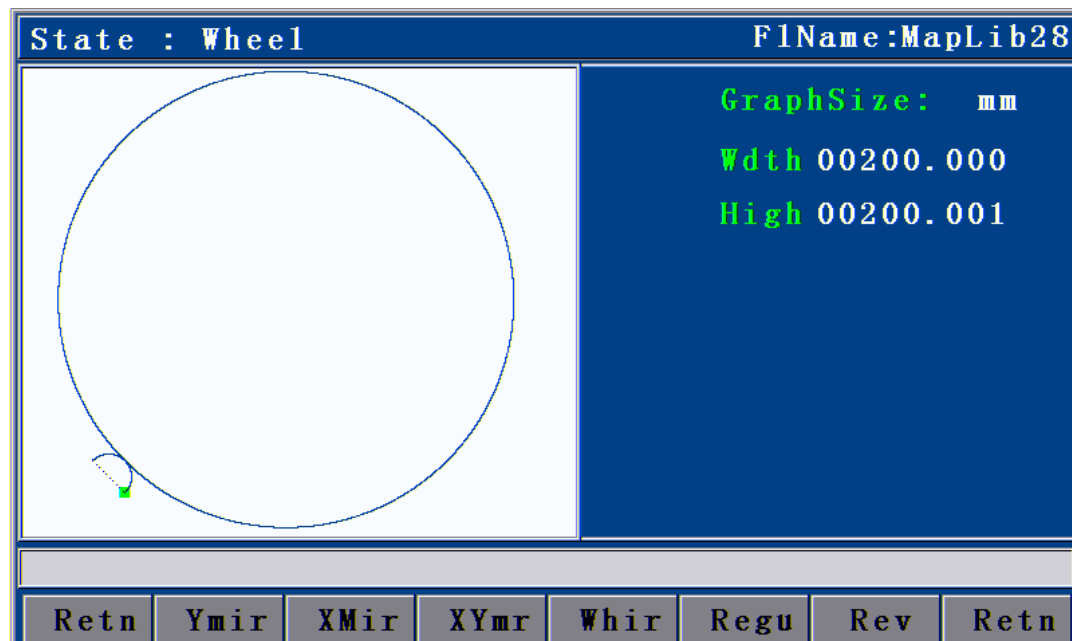 State : Wheel FlName:MapLib28
GraphSize: mm
Wdth 00200.000
High 00200.001
Retn Ymir XMir XYmr Whir Regu Rev Retn